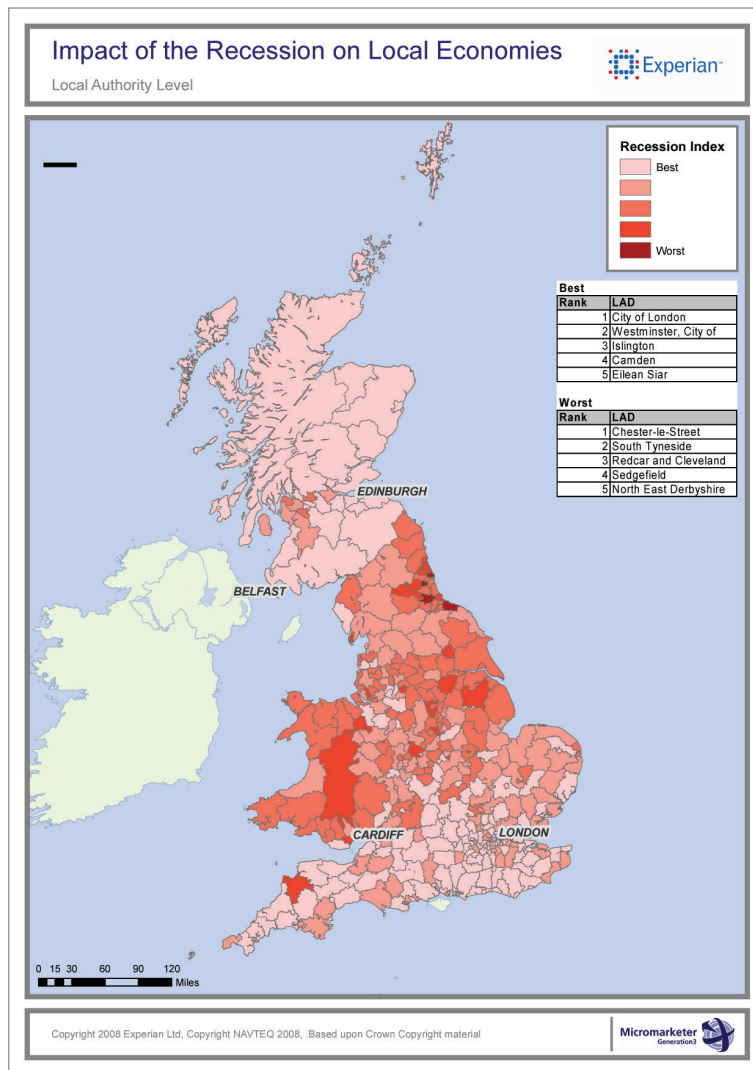 Impact of the Recession on Local Economies
Local Authority Level
Experian™
Recession Index
Best
Worst
Best
Rank LAD
1 City of London
2 Westminster, City of
3 Islington
4 Camden
5 Eilean Siar
Worst
Rank LAD
1 Chester-le-Street
2 South Tyneside
3 Redcar and Cleveland
4 Sedgefield
5 North East Derbyshire
EDINBURGH
BELFAST
CARDIFF
LONDON
0 15 30 60 90 120
Miles
Copyright 2008 Experian Ltd, Copyright NAVTEQ 2008, Based upon Crown Copyright material
Micromarketer
Generation3